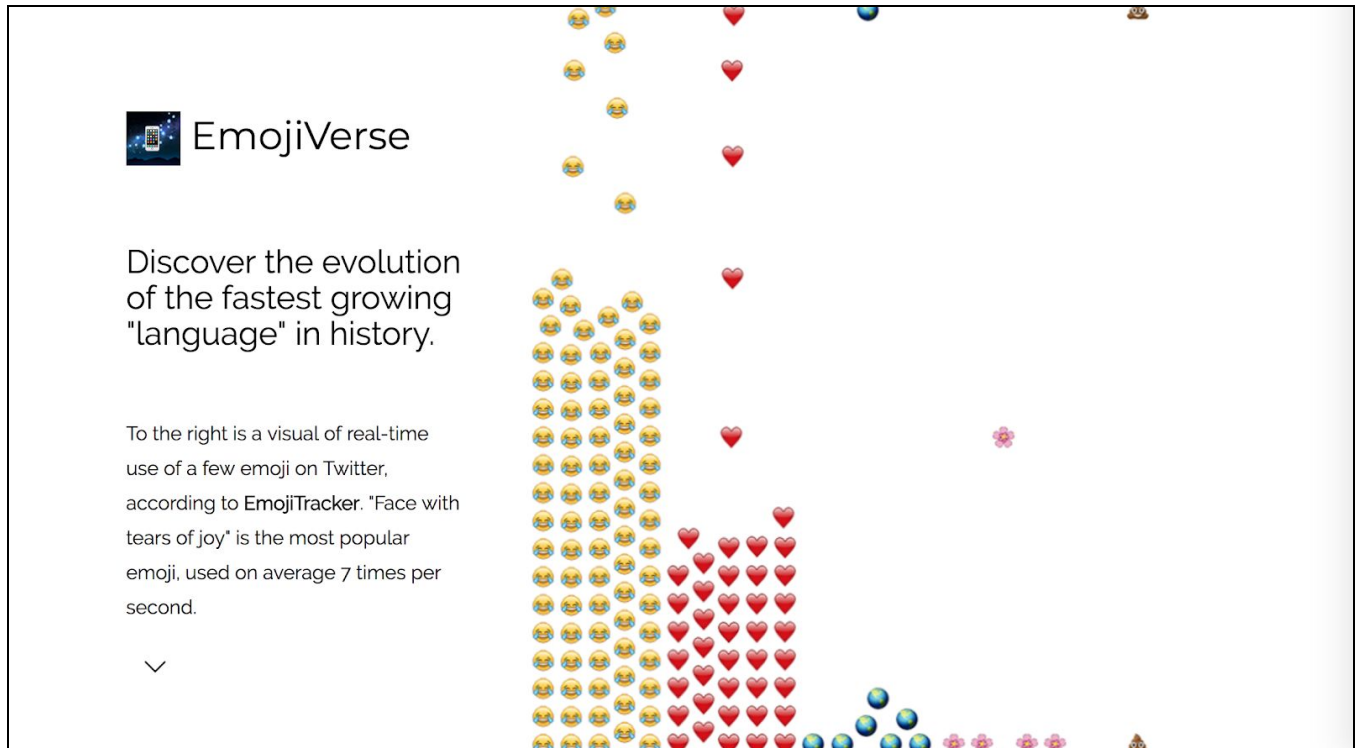 EmojiVerse
Discover the evolution
of the fastest growing
"language" in history.
To the right is a visual of real-time
use of a few emoji on Twitter,
according to EmojiTracker. "Face with
tears of joy" is the most popular
emoji, used on average 7 times per
second.